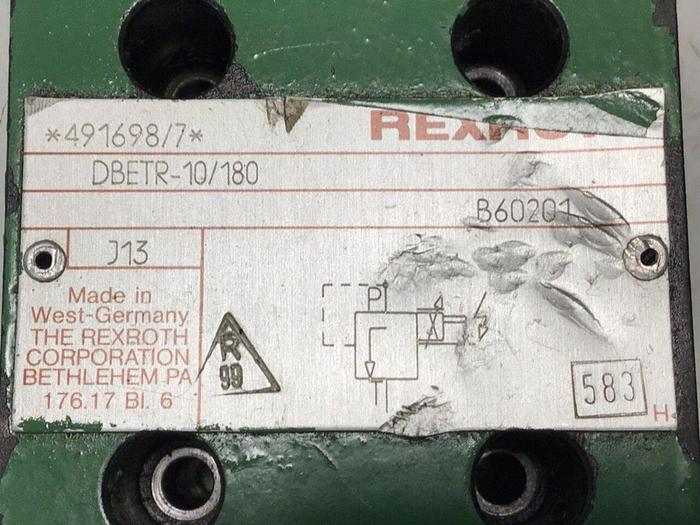 *491698/7*
REXROTH
DBETR-10/180
B60201
J13
Made in
West-Germany
THE REXROTH
CORPORATION
BETHLEHEM PA
176.17 Bl. 6
R
99
P
T
583
H